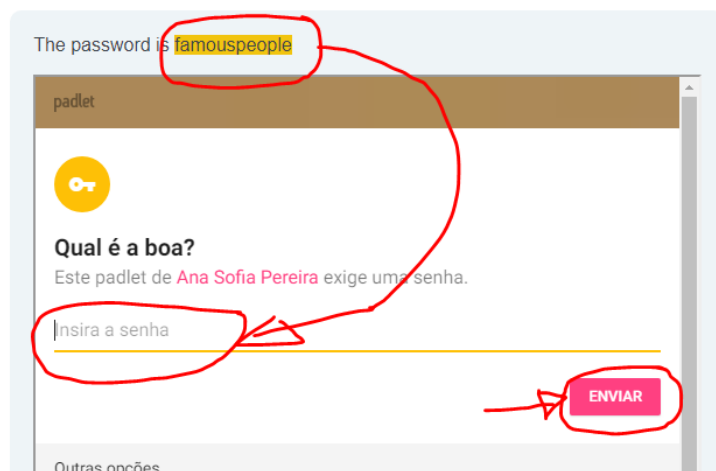 The password is famouspeople
padlet
Qual é a boa?
Este padlet de Ana Sofia Pereira exige uma senha.
Insira a senha
ENVIAR
Outras opções